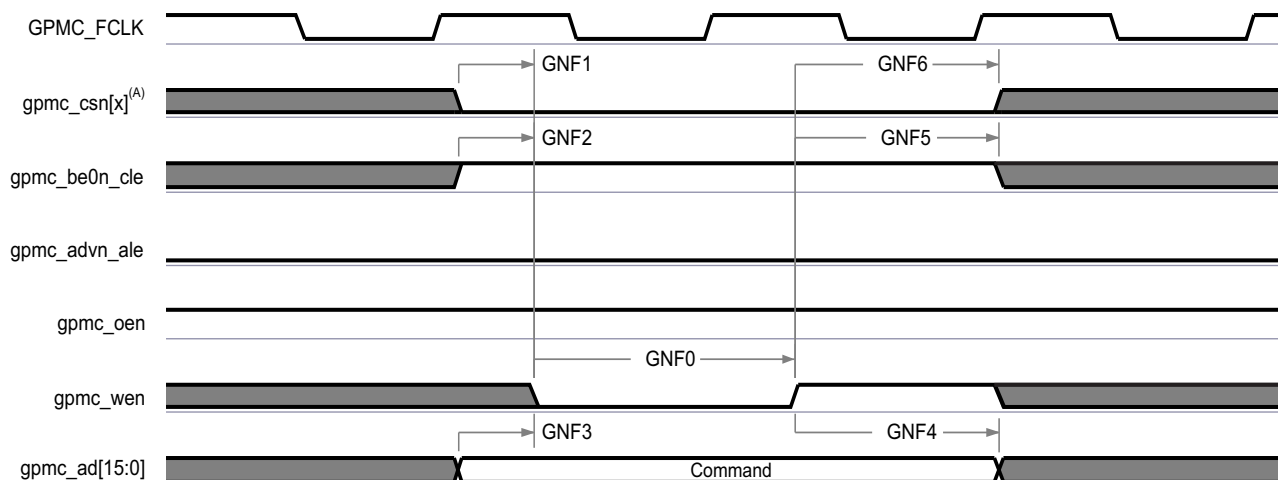 GPMC_FCLK
GNF1
GNF6
gpmc_csn[x](A)
GNF2
GNF5
gpmc_be0n_cle
gpmc_advn_ale
gpmc_oen
GNF0
gpmc_wen
GNF3
GNF4
gpmc_ad[15:0]
Command